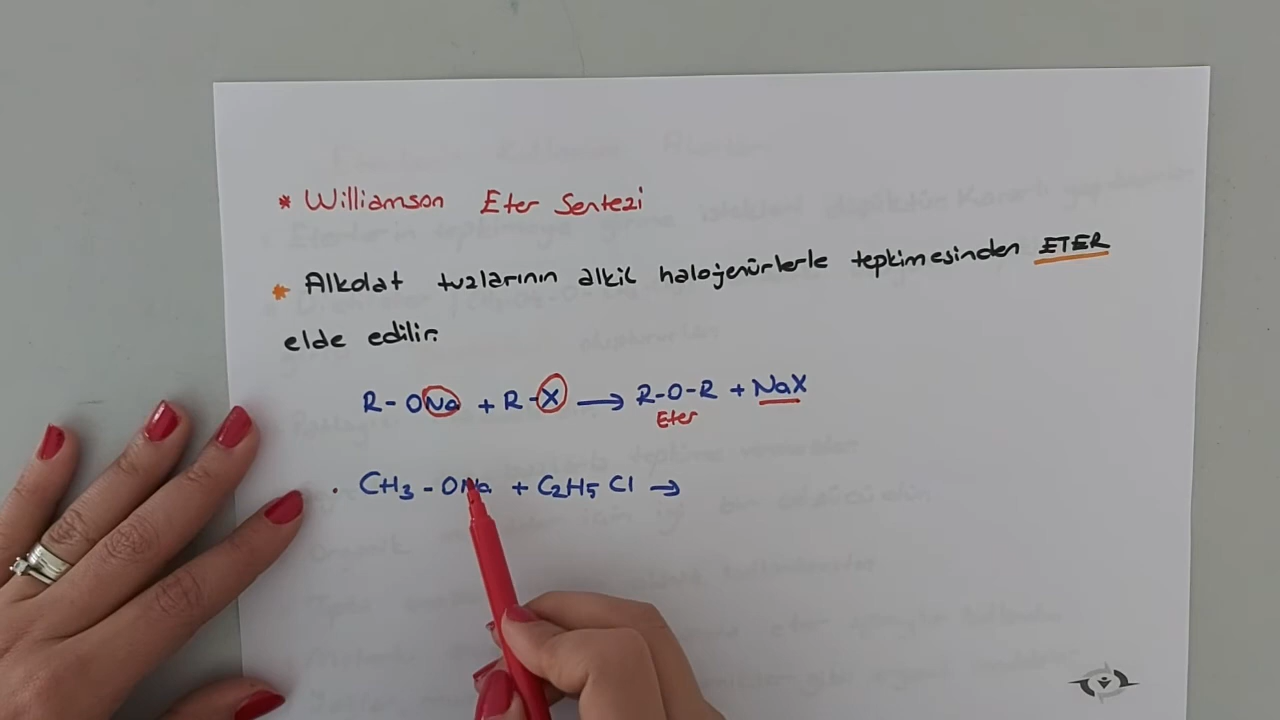 * Williamson Eter Sentezi
* Alkolat tuzlarının alkil halojenürlerle tepkimesinden ETER
elde edilir.
R-ONa + R-X → R-O-R + NaX
Eter
. CH3-ONa + C2H5Cl →